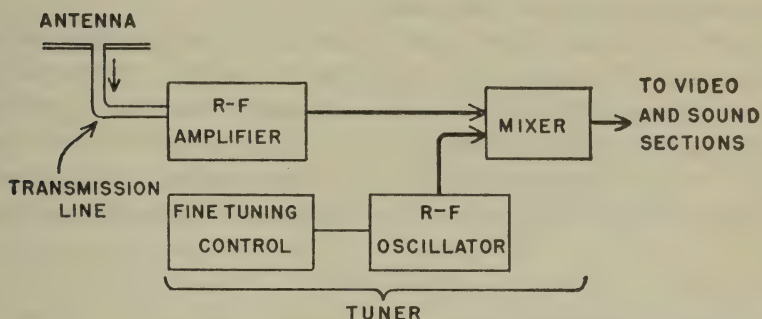 ANTENNA
R-F
AMPLIFIER
MIXER
TO VIDEO
AND SOUND
SECTIONS
TRANSMISSION
LINE
FINE TUNING
CONTROL
R-F
OSCILLATOR
TUNER